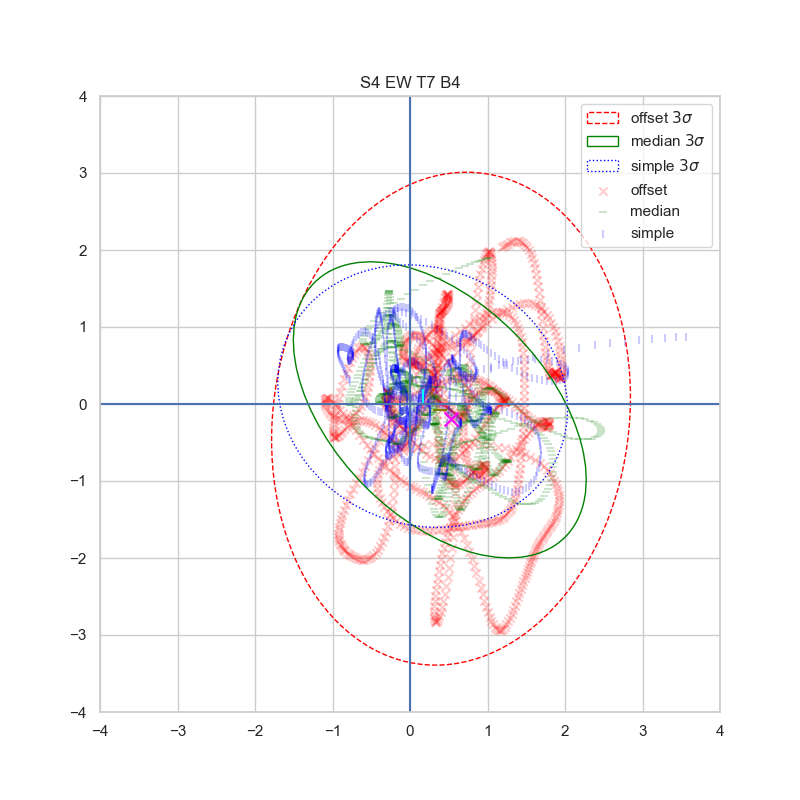 S4 EW T7 B4
offset 3σ
median 3σ
simple 3σ
offset
median
simple
4
3
2
1
0
−1
−2
−3
−4
−4 −3 −2 −1 0 1 2 3 4